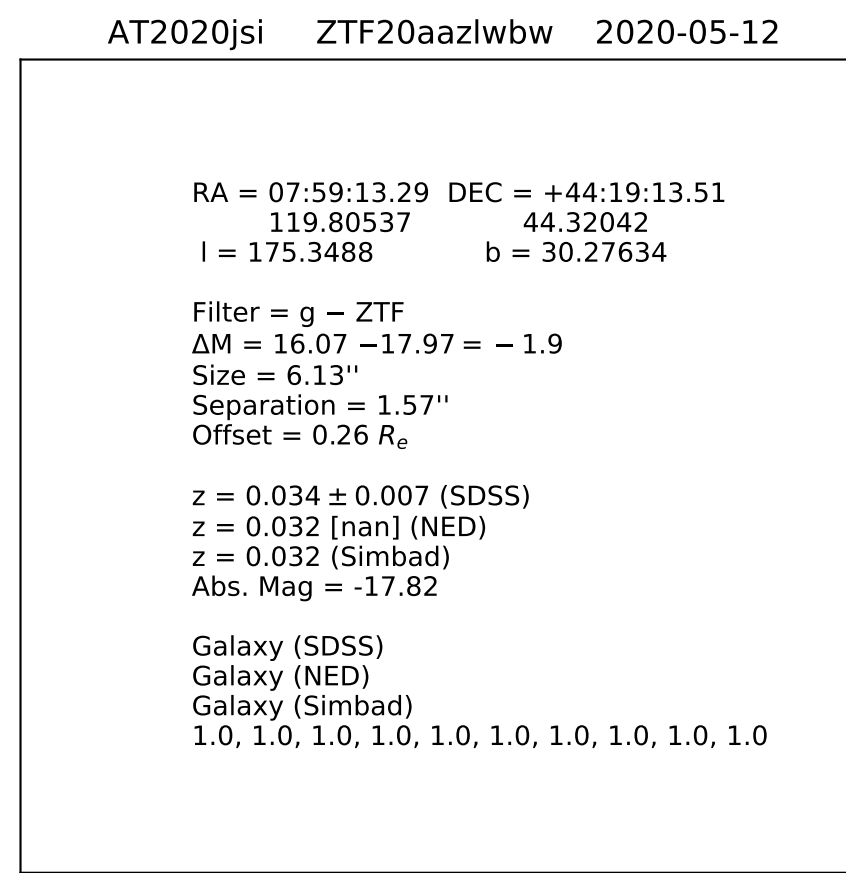 AT2020jsi ZTF20aazlwbw 2020-05-12
RA = 07:59:13.29 DEC = +44:19:13.51
119.80537 44.32042
l = 175.3488 b = 30.27634
Filter = g − ZTF
ΔM = 16.07 −17.97 = − 1.9
Size = 6.13''
Separation = 1.57''
Offset = 0.26 Rₑ
z = 0.034 ± 0.007 (SDSS)
z = 0.032 [nan] (NED)
z = 0.032 (Simbad)
Abs. Mag = -17.82
Galaxy (SDSS)
Galaxy (NED)
Galaxy (Simbad)
1.0, 1.0, 1.0, 1.0, 1.0, 1.0, 1.0, 1.0, 1.0, 1.0